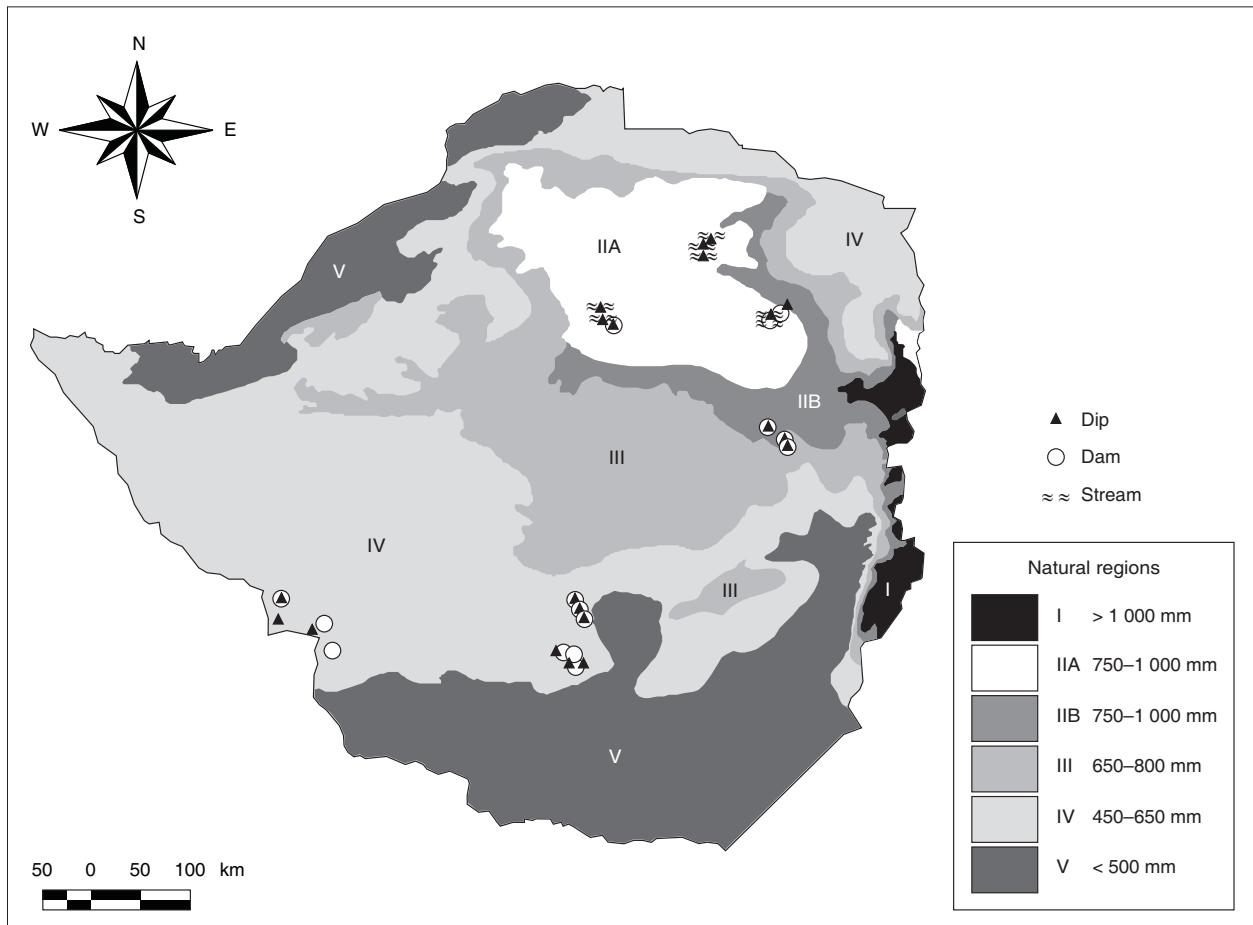 N
W E
S
IIA
IV
V
IIB
III
IV
III
I
V
Dip
Dam
Stream
Natural regions
I > 1 000 mm
IIA 750–1 000 mm
IIB 750–1 000 mm
III 650–800 mm
IV 450–650 mm
V < 500 mm
50 0 50 100 km